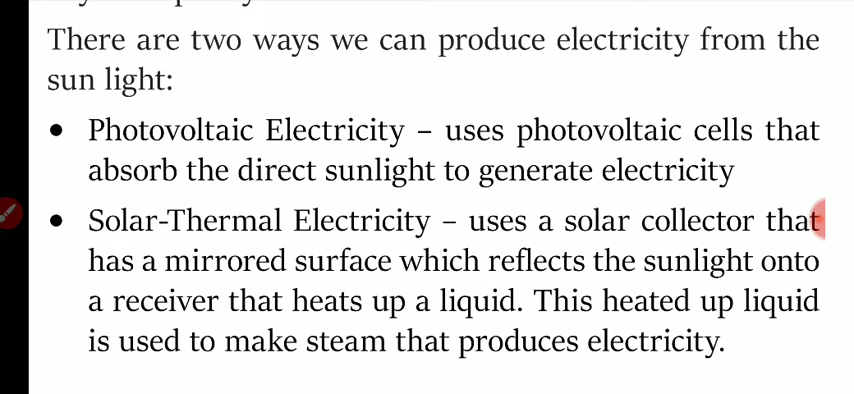 There are two ways we can produce electricity from the
sun light:
• Photovoltaic Electricity – uses photovoltaic cells that
absorb the direct sunlight to generate electricity
• Solar-Thermal Electricity – uses a solar collector that
has a mirrored surface which reflects the sunlight onto
a receiver that heats up a liquid. This heated up liquid
is used to make steam that produces electricity.